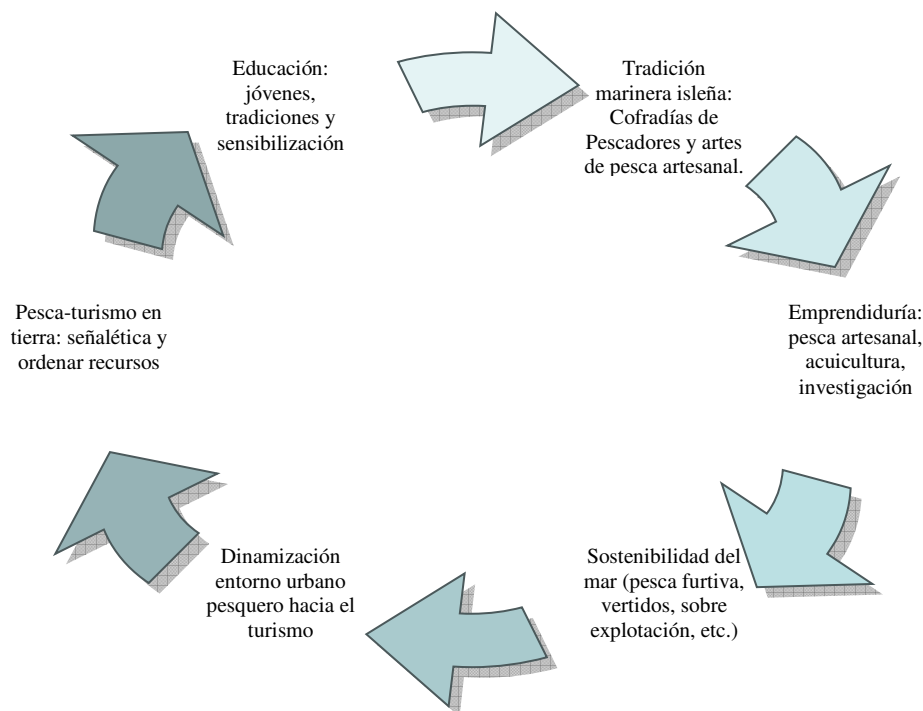 Educación:
jóvenes,
tradiciones y
sensibilización
Tradición
marinera isleña:
Cofradías de
Pescadores y artes
de pesca artesanal.
Emprendiduría:
pesca artesanal,
acuicultura,
investigación
Sostenibilidad del
mar (pesca furtiva,
vertidos, sobre
explotación, etc.)
Dinamización
entorno urbano
pesquero hacia el
turismo
Pesca-turismo en
tierra: señalética y
ordenar recursos